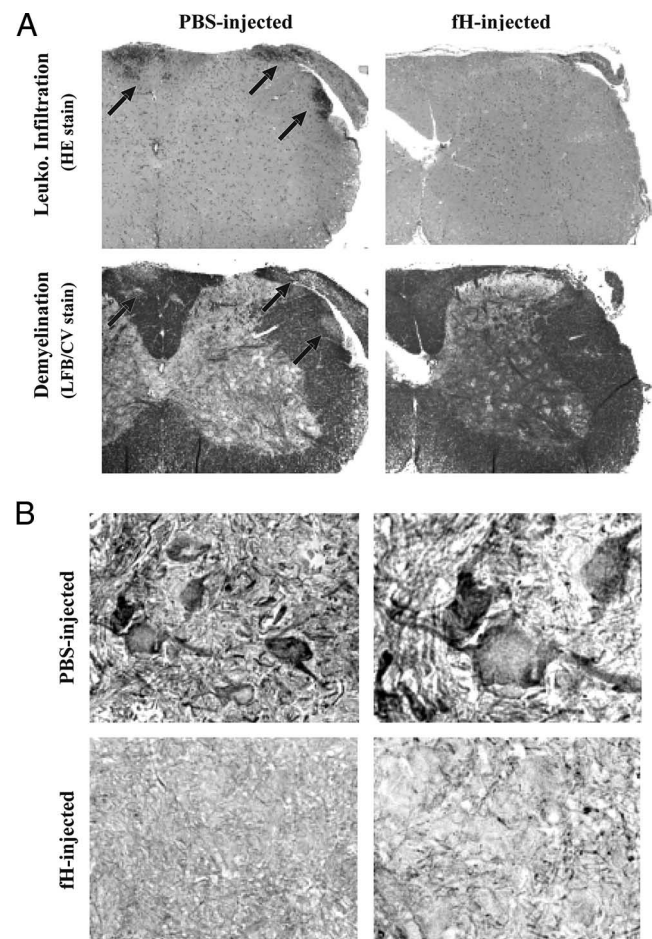 A
PBS-injected
fH-injected
Leuko. Infiltration
(HE stain)
Demyelination
(LFB/CV stain)
B
PBS-injected
fH-injected